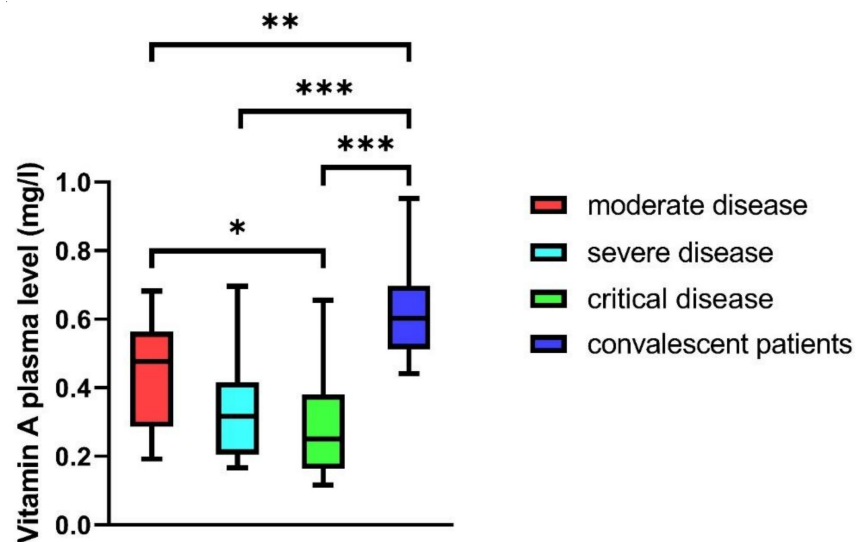 **
***
***
*
Vitamin A plasma level (mg/l)
1.0
0.8
0.6
0.4
0.2
0.0
moderate disease
severe disease
critical disease
convalescent patients